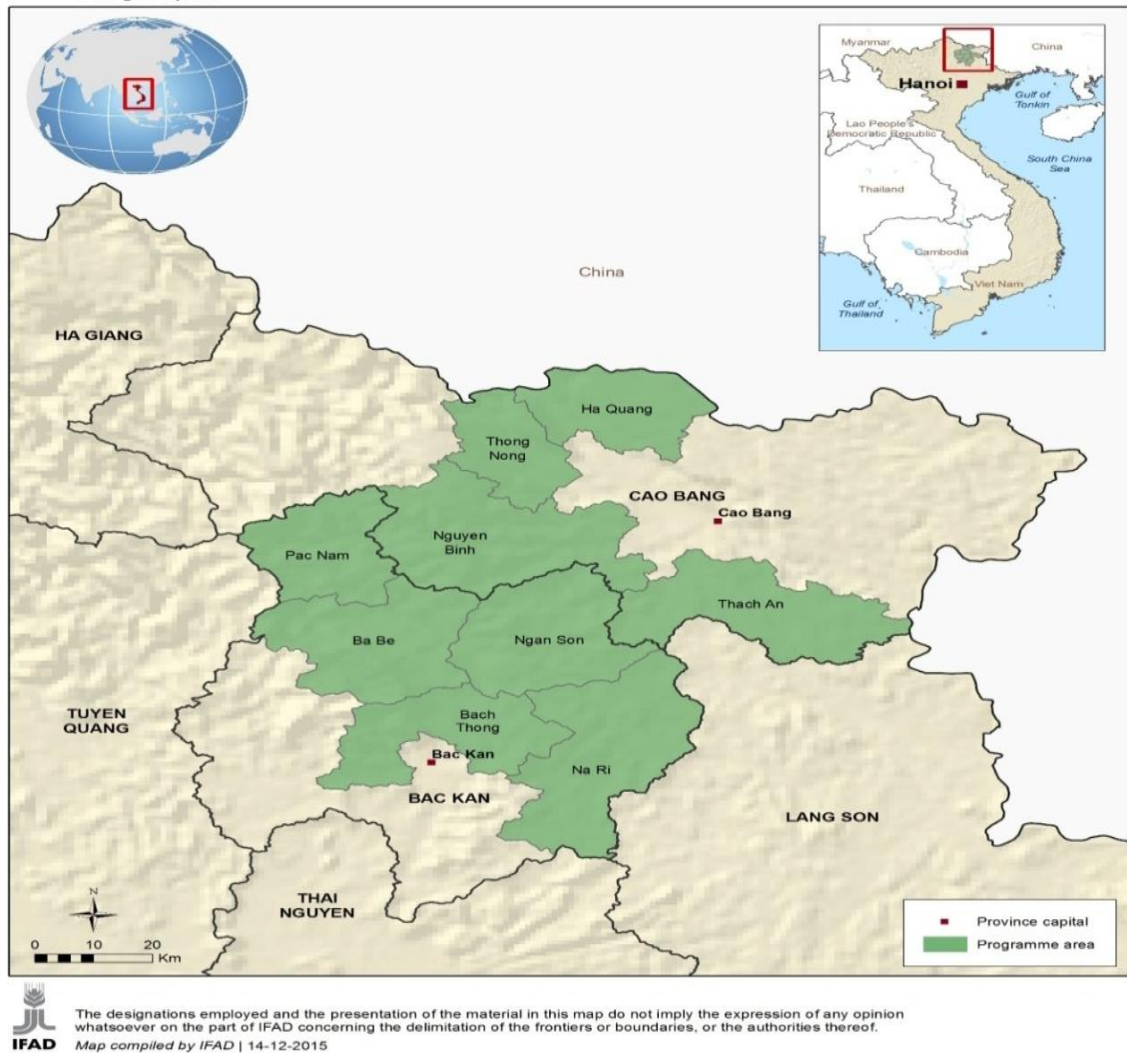 Myanmar
China
Hanoi
Gulf of
Tonkin
Lao People's
Democratic Republic
South China
Sea
Thailand
Cambodia
Viet Nam
Gulf of
Thailand
China
HA GIANG
Ha Quang
Thong
Nong
CAO BANG
Cao Bang
Nguyen
Binh
Pac Nam
Thach An
Ba Be
Ngan Son
TUYEN
QUANG
Bach
Thong
Bac Kan
Na Ri
BAC KAN
LANG SON
THAI
NGUYEN
N
0 10 20
Km
Province capital
Programme area
The designations employed and the presentation of the material in this map do not imply the expression of any opinion
whatsoever on the part of IFAD concerning the delimitation of the frontiers or boundaries, or the authorities thereof.
IFAD
Map compiled by IFAD | 14-12-2015